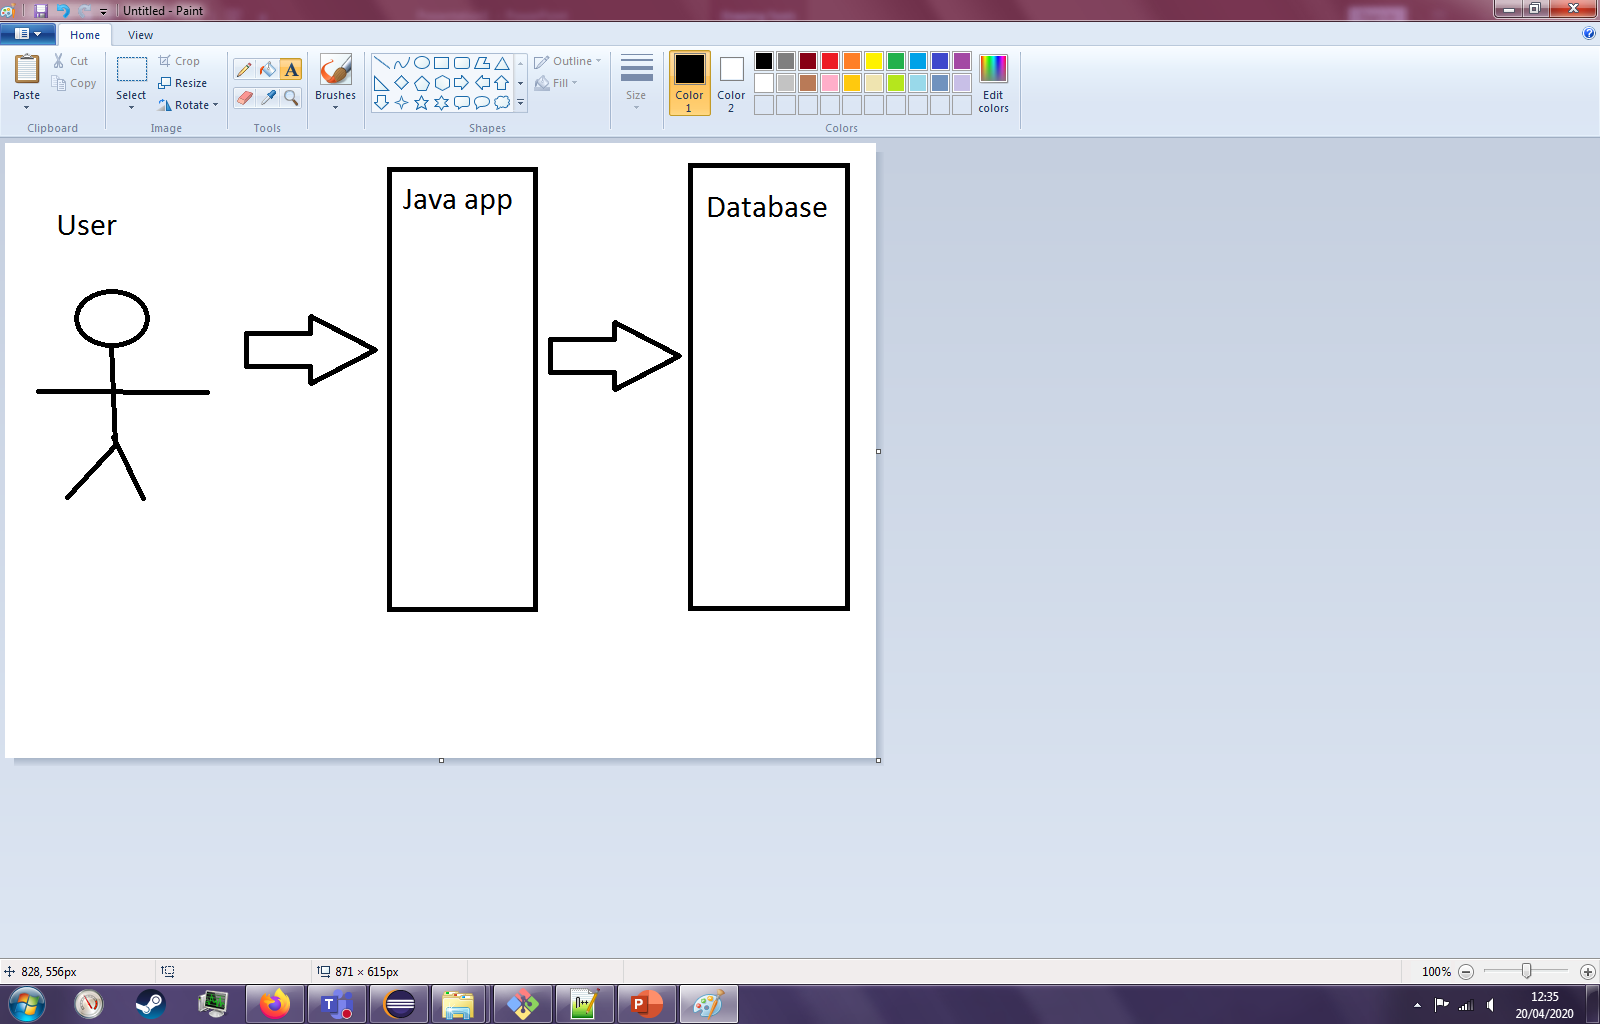 Untitled - Paint
Home View
Paste
Cut
Copy
Clipboard
Select
Crop
Resize
Rotate
Image
Tools
Brushes
Shapes
Outline
Fill
Size
Color
1
Color
2
Edit
colors
Colors
User
Java app
Database
828, 556px
871 × 615px
100%
12:35
20/04/2020